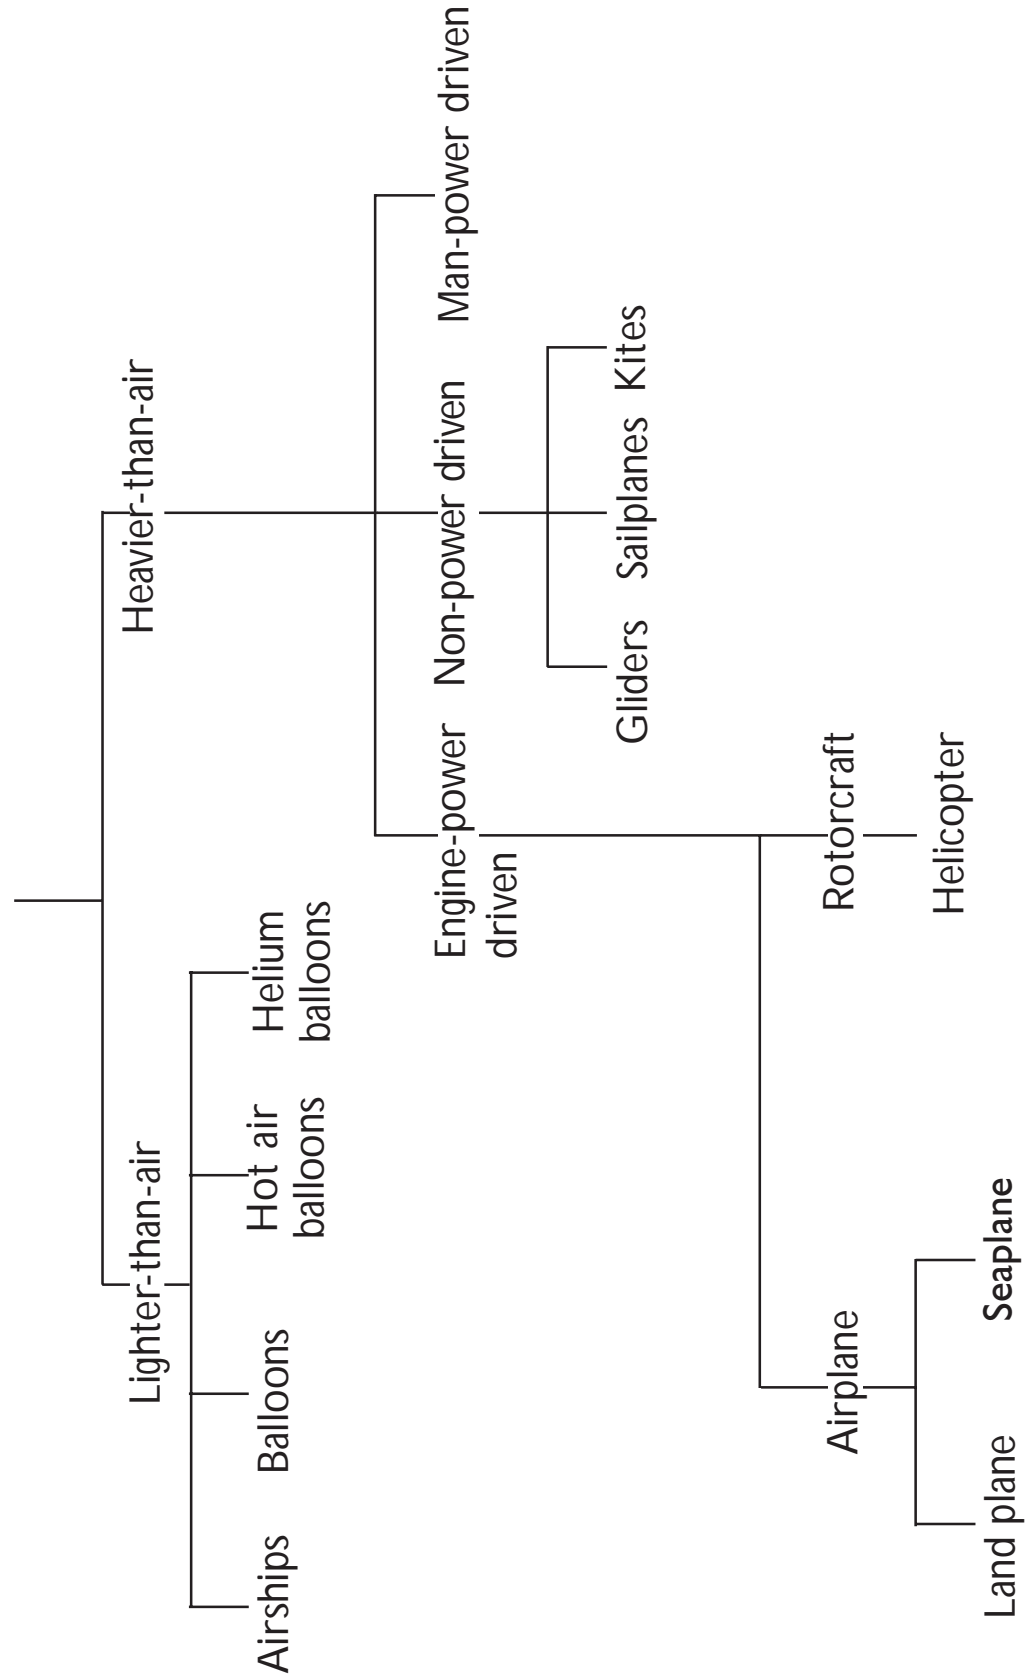 Lighter-than-air
Heavier-than-air
Airships
Balloons
Hot air
balloons
Helium
balloons
Engine-power
driven
Non-power driven
Man-power driven
Gliders
Sailplanes
Kites
Airplane
Rotorcraft
Land plane
Seaplane
Helicopter